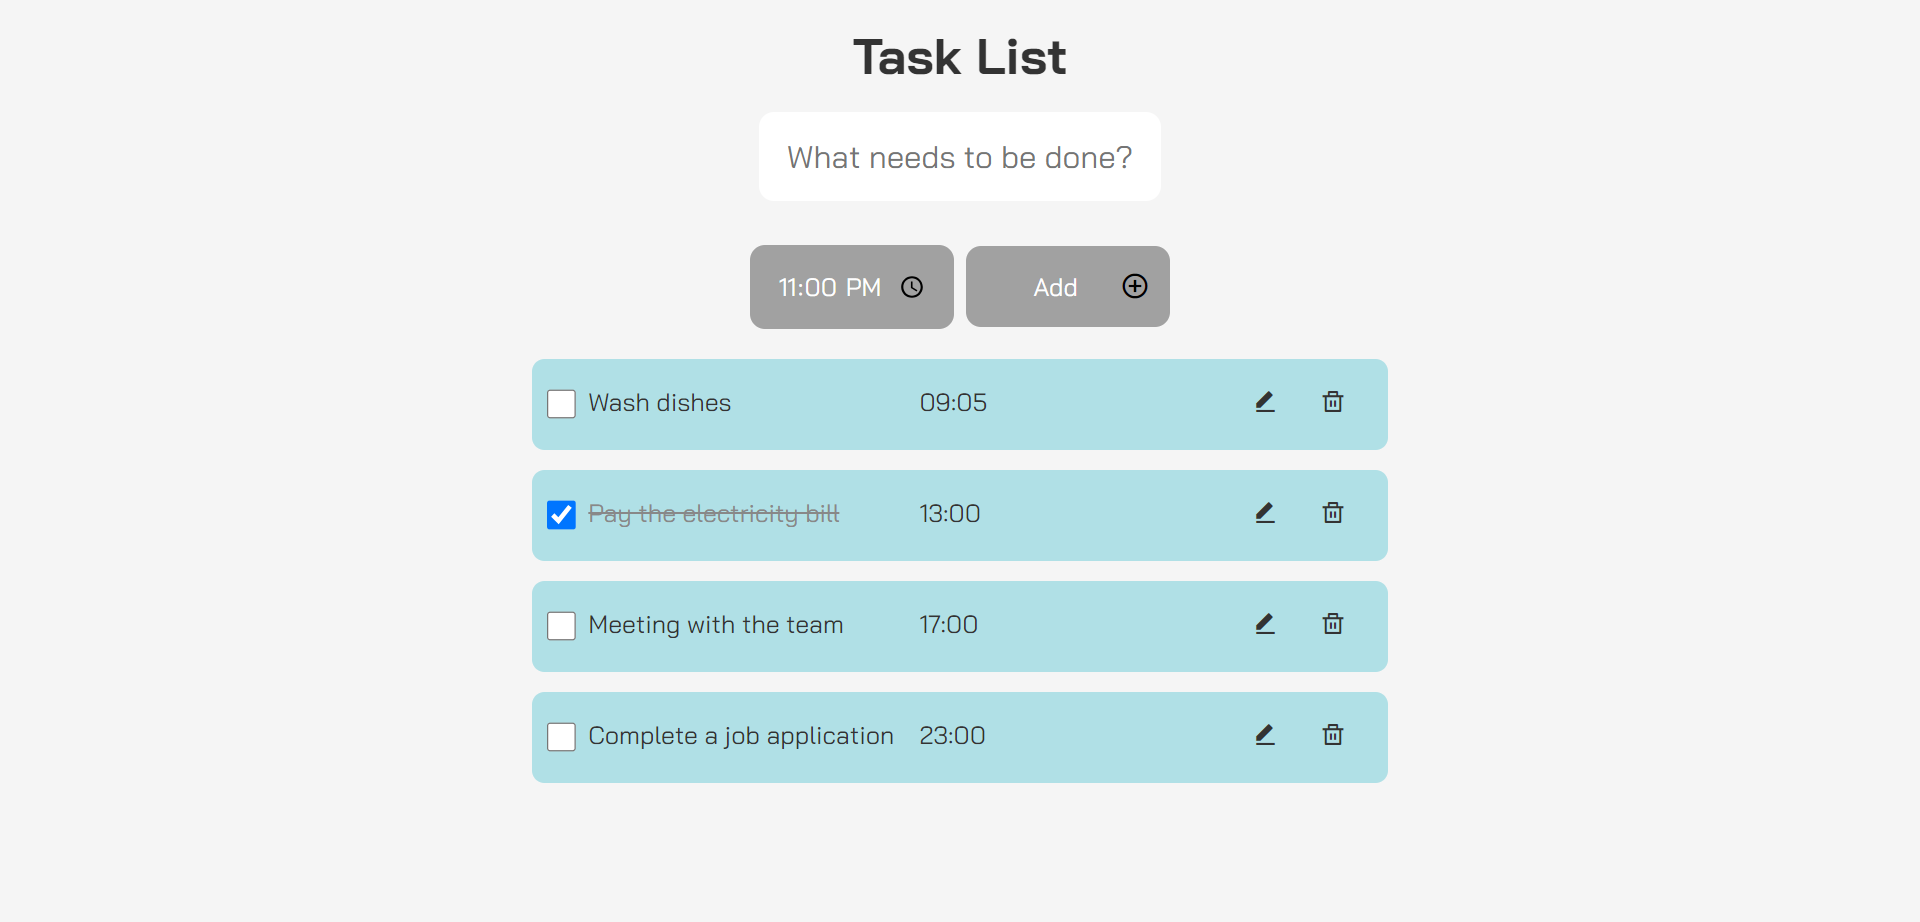 Task List
What needs to be done?
11:00 PM Add
Wash dishes 09:05
Pay the electricity bill 13:00
Meeting with the team 17:00
Complete a job application 23:00